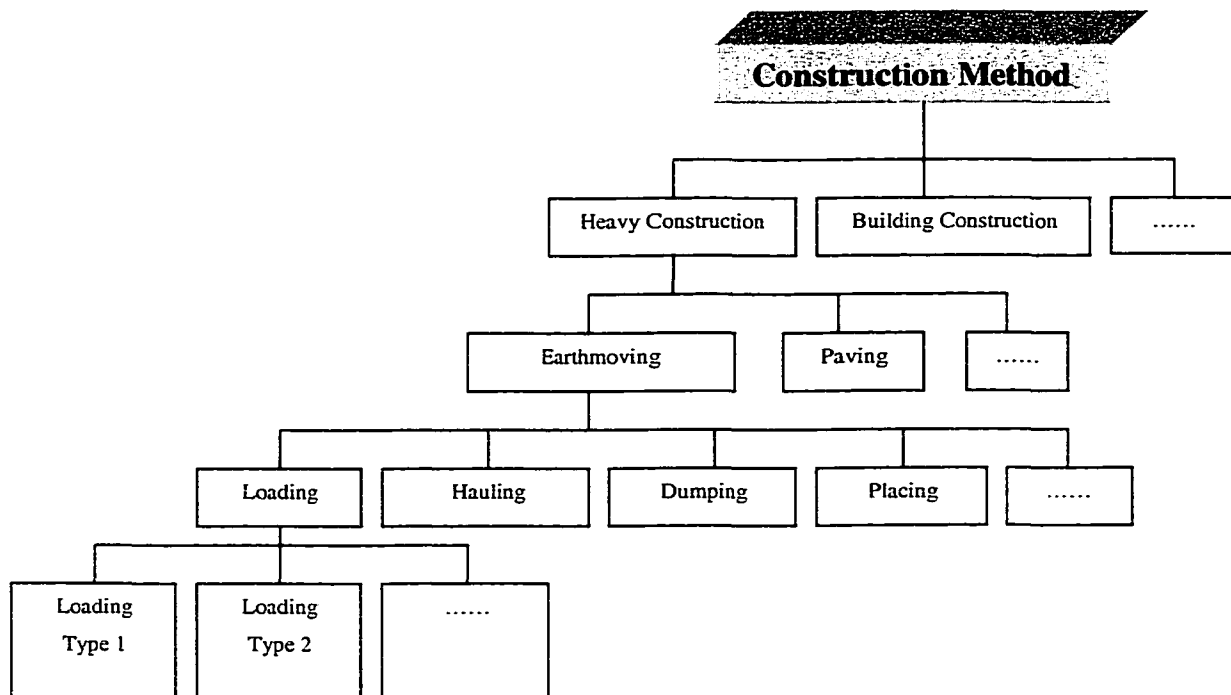 Construction Method
Heavy Construction
Building Construction
......
Earthmoving
Paving
......
Loading
Hauling
Dumping
Placing
......
Loading
Type 1
Loading
Type 2
......